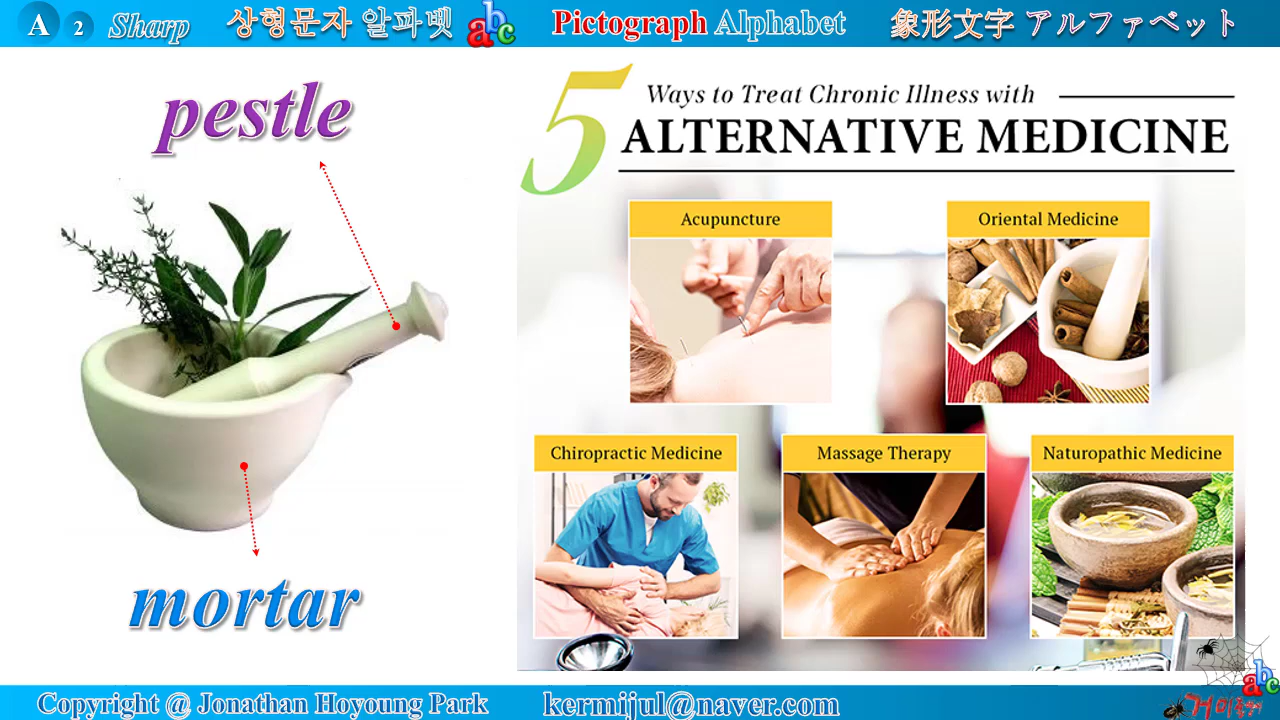 A 2 Sharp 상형문자 알파벳 abc Pictograph Alphabet 象形文字 アルファベット
pestle
mortar
5 Ways to Treat Chronic Illness with
ALTERNATIVE MEDICINE
Acupuncture
Oriental Medicine
Chiropractic Medicine
Massage Therapy
Naturopathic Medicine
abc
Copyright @ Jonathan Hoyoung Park kermijul@naver.com